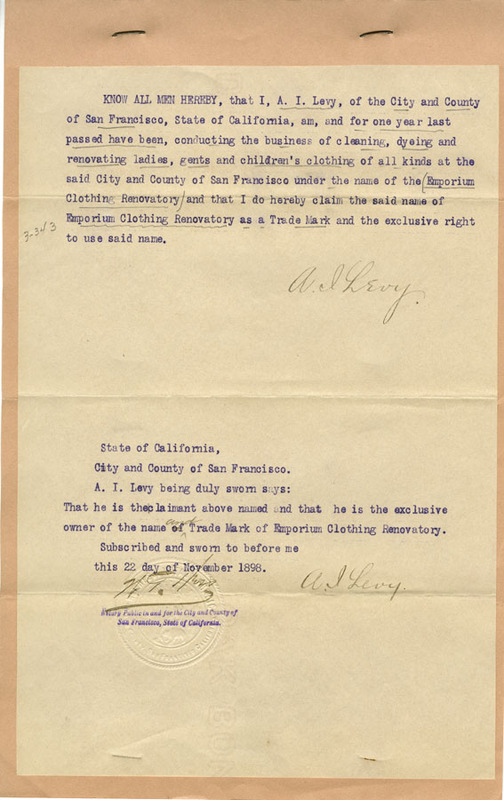 KNOW ALL MEN HEREBY, that I, A. I. Levy, of the City and County
of San Francisco, State of California, am, and for one year last
passed have been, conducting the business of cleaning, dyeing and
renovating ladies, gents and children's clothing of all kinds at the
said City and County of San Francisco under the name of the (Emporium
Clothing Renovatory) and that I do hereby claim the said name of
Emporium Clothing Renovatory as a Trade Mark and the exclusive right
to use said name.
3-343
A. I Levy.
State of California,
City and County of San Francisco.
A. I. Levy being duly sworn says:
That he is theclaimant above named and that he is the exclusive
owner of the name of and Trade Mark of Emporium Clothing Renovatory.
Subscribed and sworn to before me
this 22 day of November 1898.
A. I Levy.
Notary Public in and for the City and County of
San Francisco, State of California.